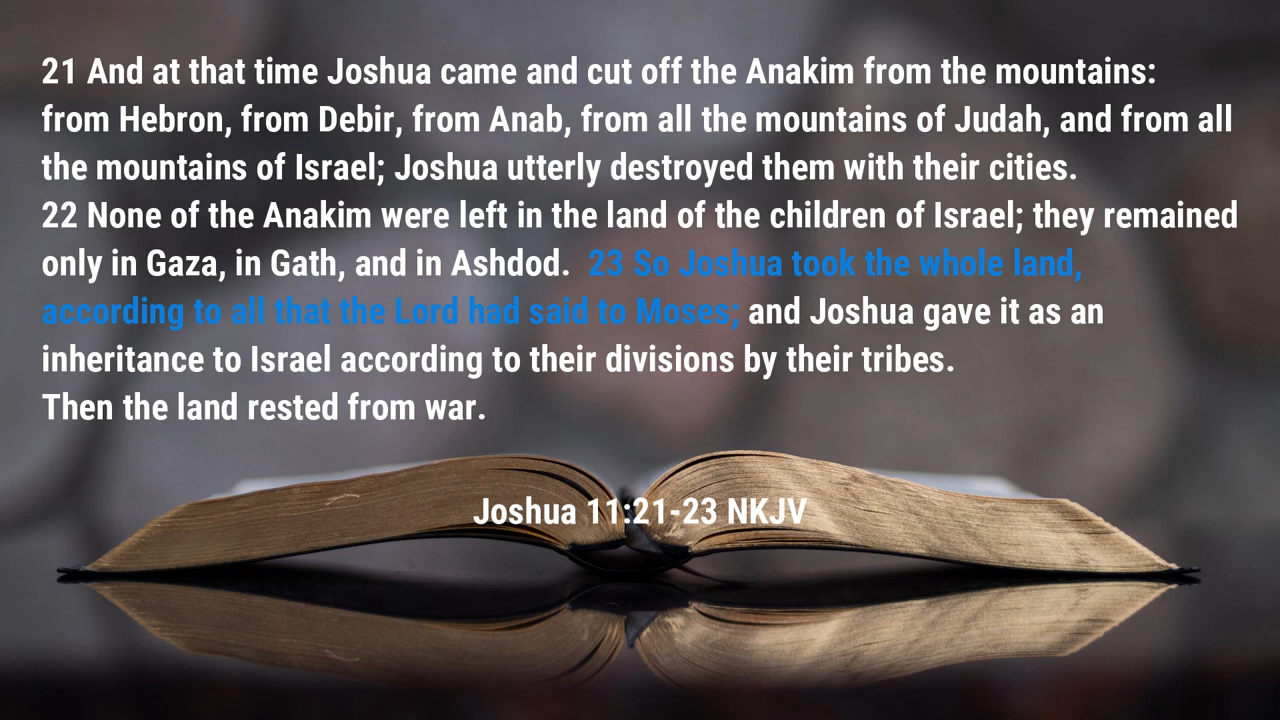 21 And at that time Joshua came and cut off the Anakim from the mountains:
from Hebron, from Debir, from Anab, from all the mountains of Judah, and from all
the mountains of Israel; Joshua utterly destroyed them with their cities.
22 None of the Anakim were left in the land of the children of Israel; they remained
only in Gaza, in Gath, and in Ashdod.  23 So Joshua took the whole land,
according to all that the Lord had said to Moses; and Joshua gave it as an
inheritance to Israel according to their divisions by their tribes.
Then the land rested from war.
Joshua 11:21-23 NKJV